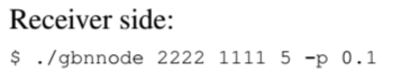 Receiver side:
$ ./gbnnode 2222 1111 5 -p 0.1